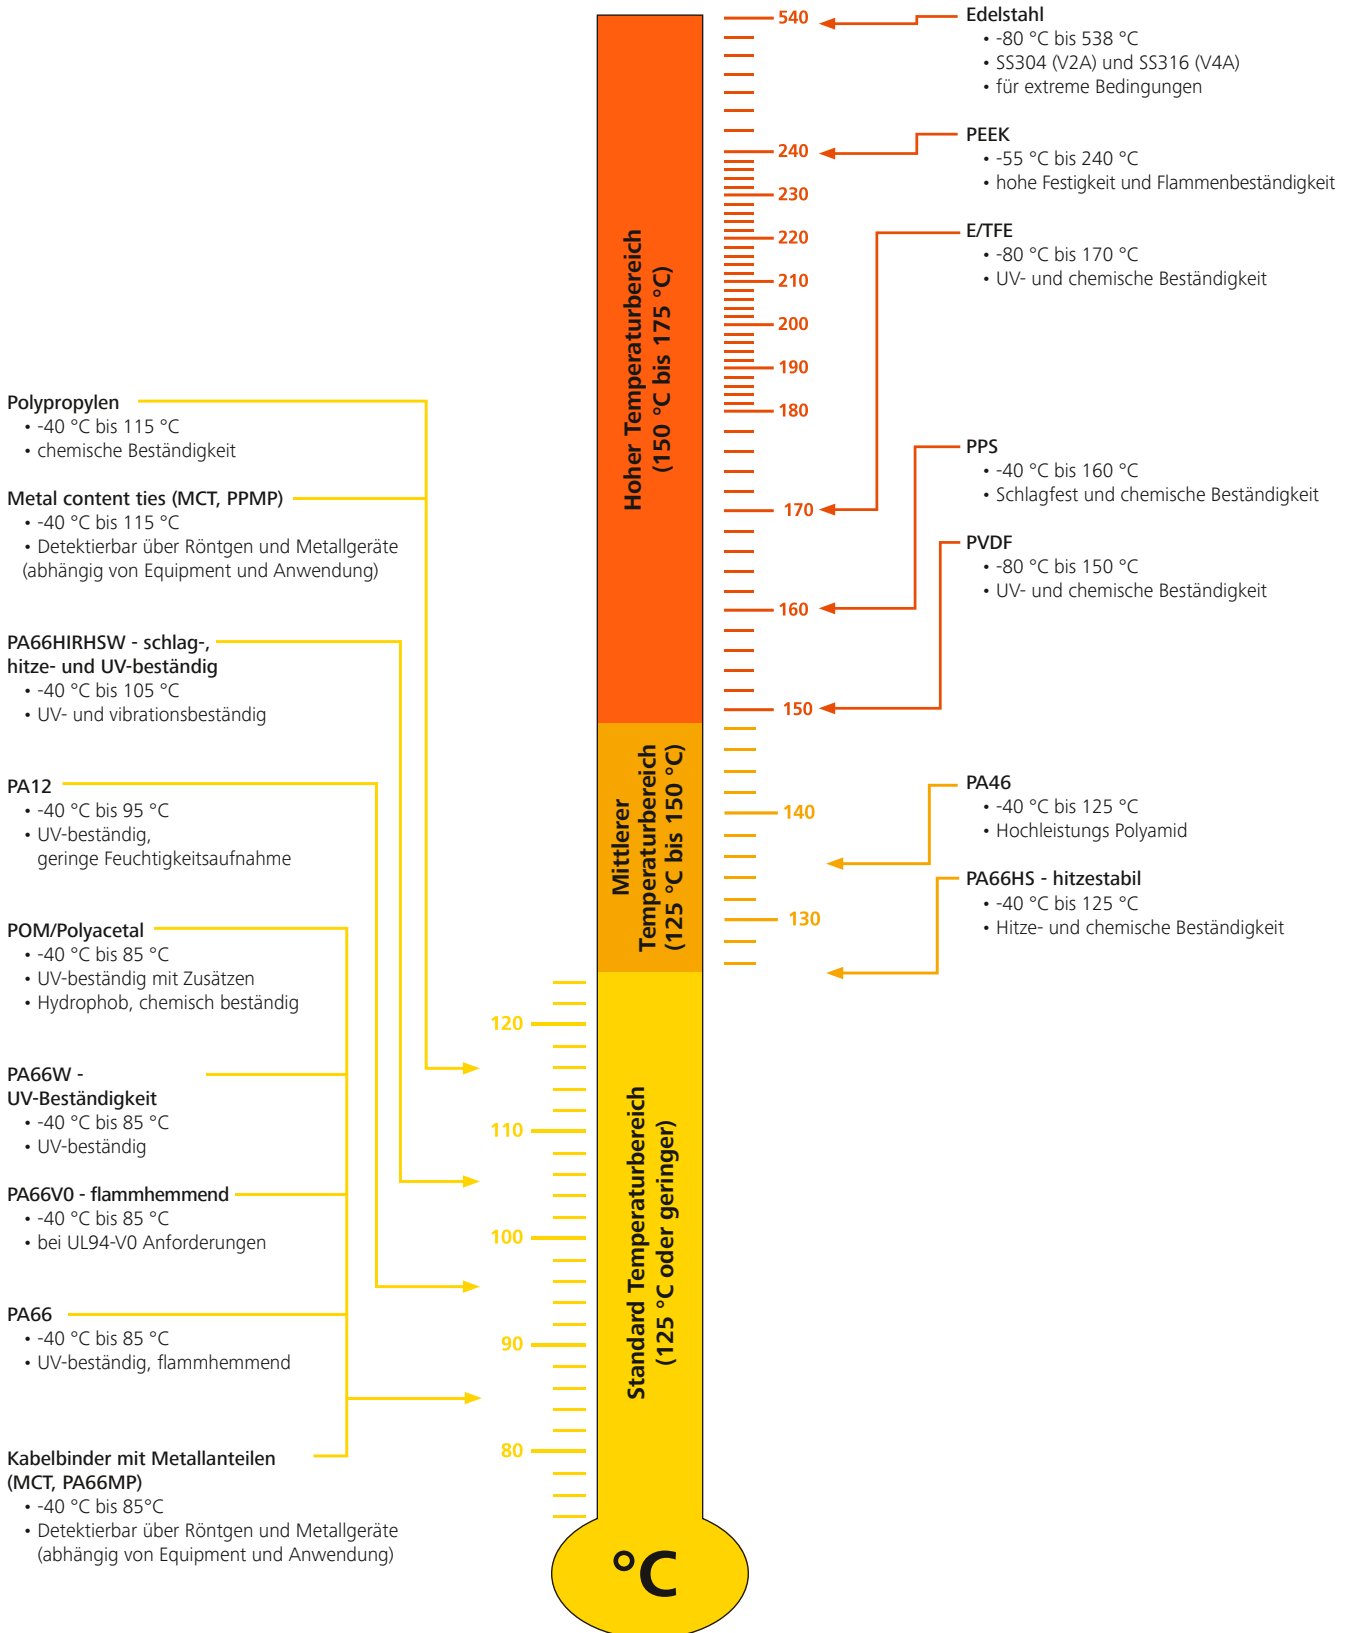 Polypropylen
• -40 °C bis 115 °C
• chemische Beständigkeit
Metal content ties (MCT, PPMP)
• -40 °C bis 115 °C
• Detektierbar über Röntgen und Metallgeräte
(abhängig von Equipment und Anwendung)
PA66HIRHSW - schlag-,
hitze- und UV-beständig
• -40 °C bis 105 °C
• UV- und vibrationsbeständig
PA12
• -40 °C bis 95 °C
• UV-beständig,
geringe Feuchtigkeitsaufnahme
POM/Polyacetal
• -40 °C bis 85 °C
• UV-beständig mit Zusätzen
• Hydrophob, chemisch beständig
PA66W -
UV-Beständigkeit
• -40 °C bis 85 °C
• UV-beständig
PA66V0 - flammhemmend
• -40 °C bis 85 °C
• bei UL94-V0 Anforderungen
PA66
• -40 °C bis 85 °C
• UV-beständig, flammhemmend
Kabelbinder mit Metallanteilen
(MCT, PA66MP)
• -40 °C bis 85°C
• Detektierbar über Röntgen und Metallgeräte
(abhängig von Equipment und Anwendung)
120
110
100
90
80
Hoher Temperaturbereich
(150 °C bis 175 °C)
Mittlerer
Temperaturbereich
(125 °C bis 150 °C)
Standard Temperaturbereich
(125 °C oder geringer)
°C
540
240
230
220
210
200
190
180
170
160
150
140
130
Edelstahl
• -80 °C bis 538 °C
• SS304 (V2A) und SS316 (V4A)
• für extreme Bedingungen
PEEK
• -55 °C bis 240 °C
• hohe Festigkeit und Flammenbeständigkeit
E/TFE
• -80 °C bis 170 °C
• UV- und chemische Beständigkeit
PPS
• -40 °C bis 160 °C
• Schlagfest und chemische Beständigkeit
PVDF
• -80 °C bis 150 °C
• UV- und chemische Beständigkeit
PA46
• -40 °C bis 125 °C
• Hochleistungs Polyamid
PA66HS - hitzestabil
• -40 °C bis 125 °C
• Hitze- und chemische Beständigkeit